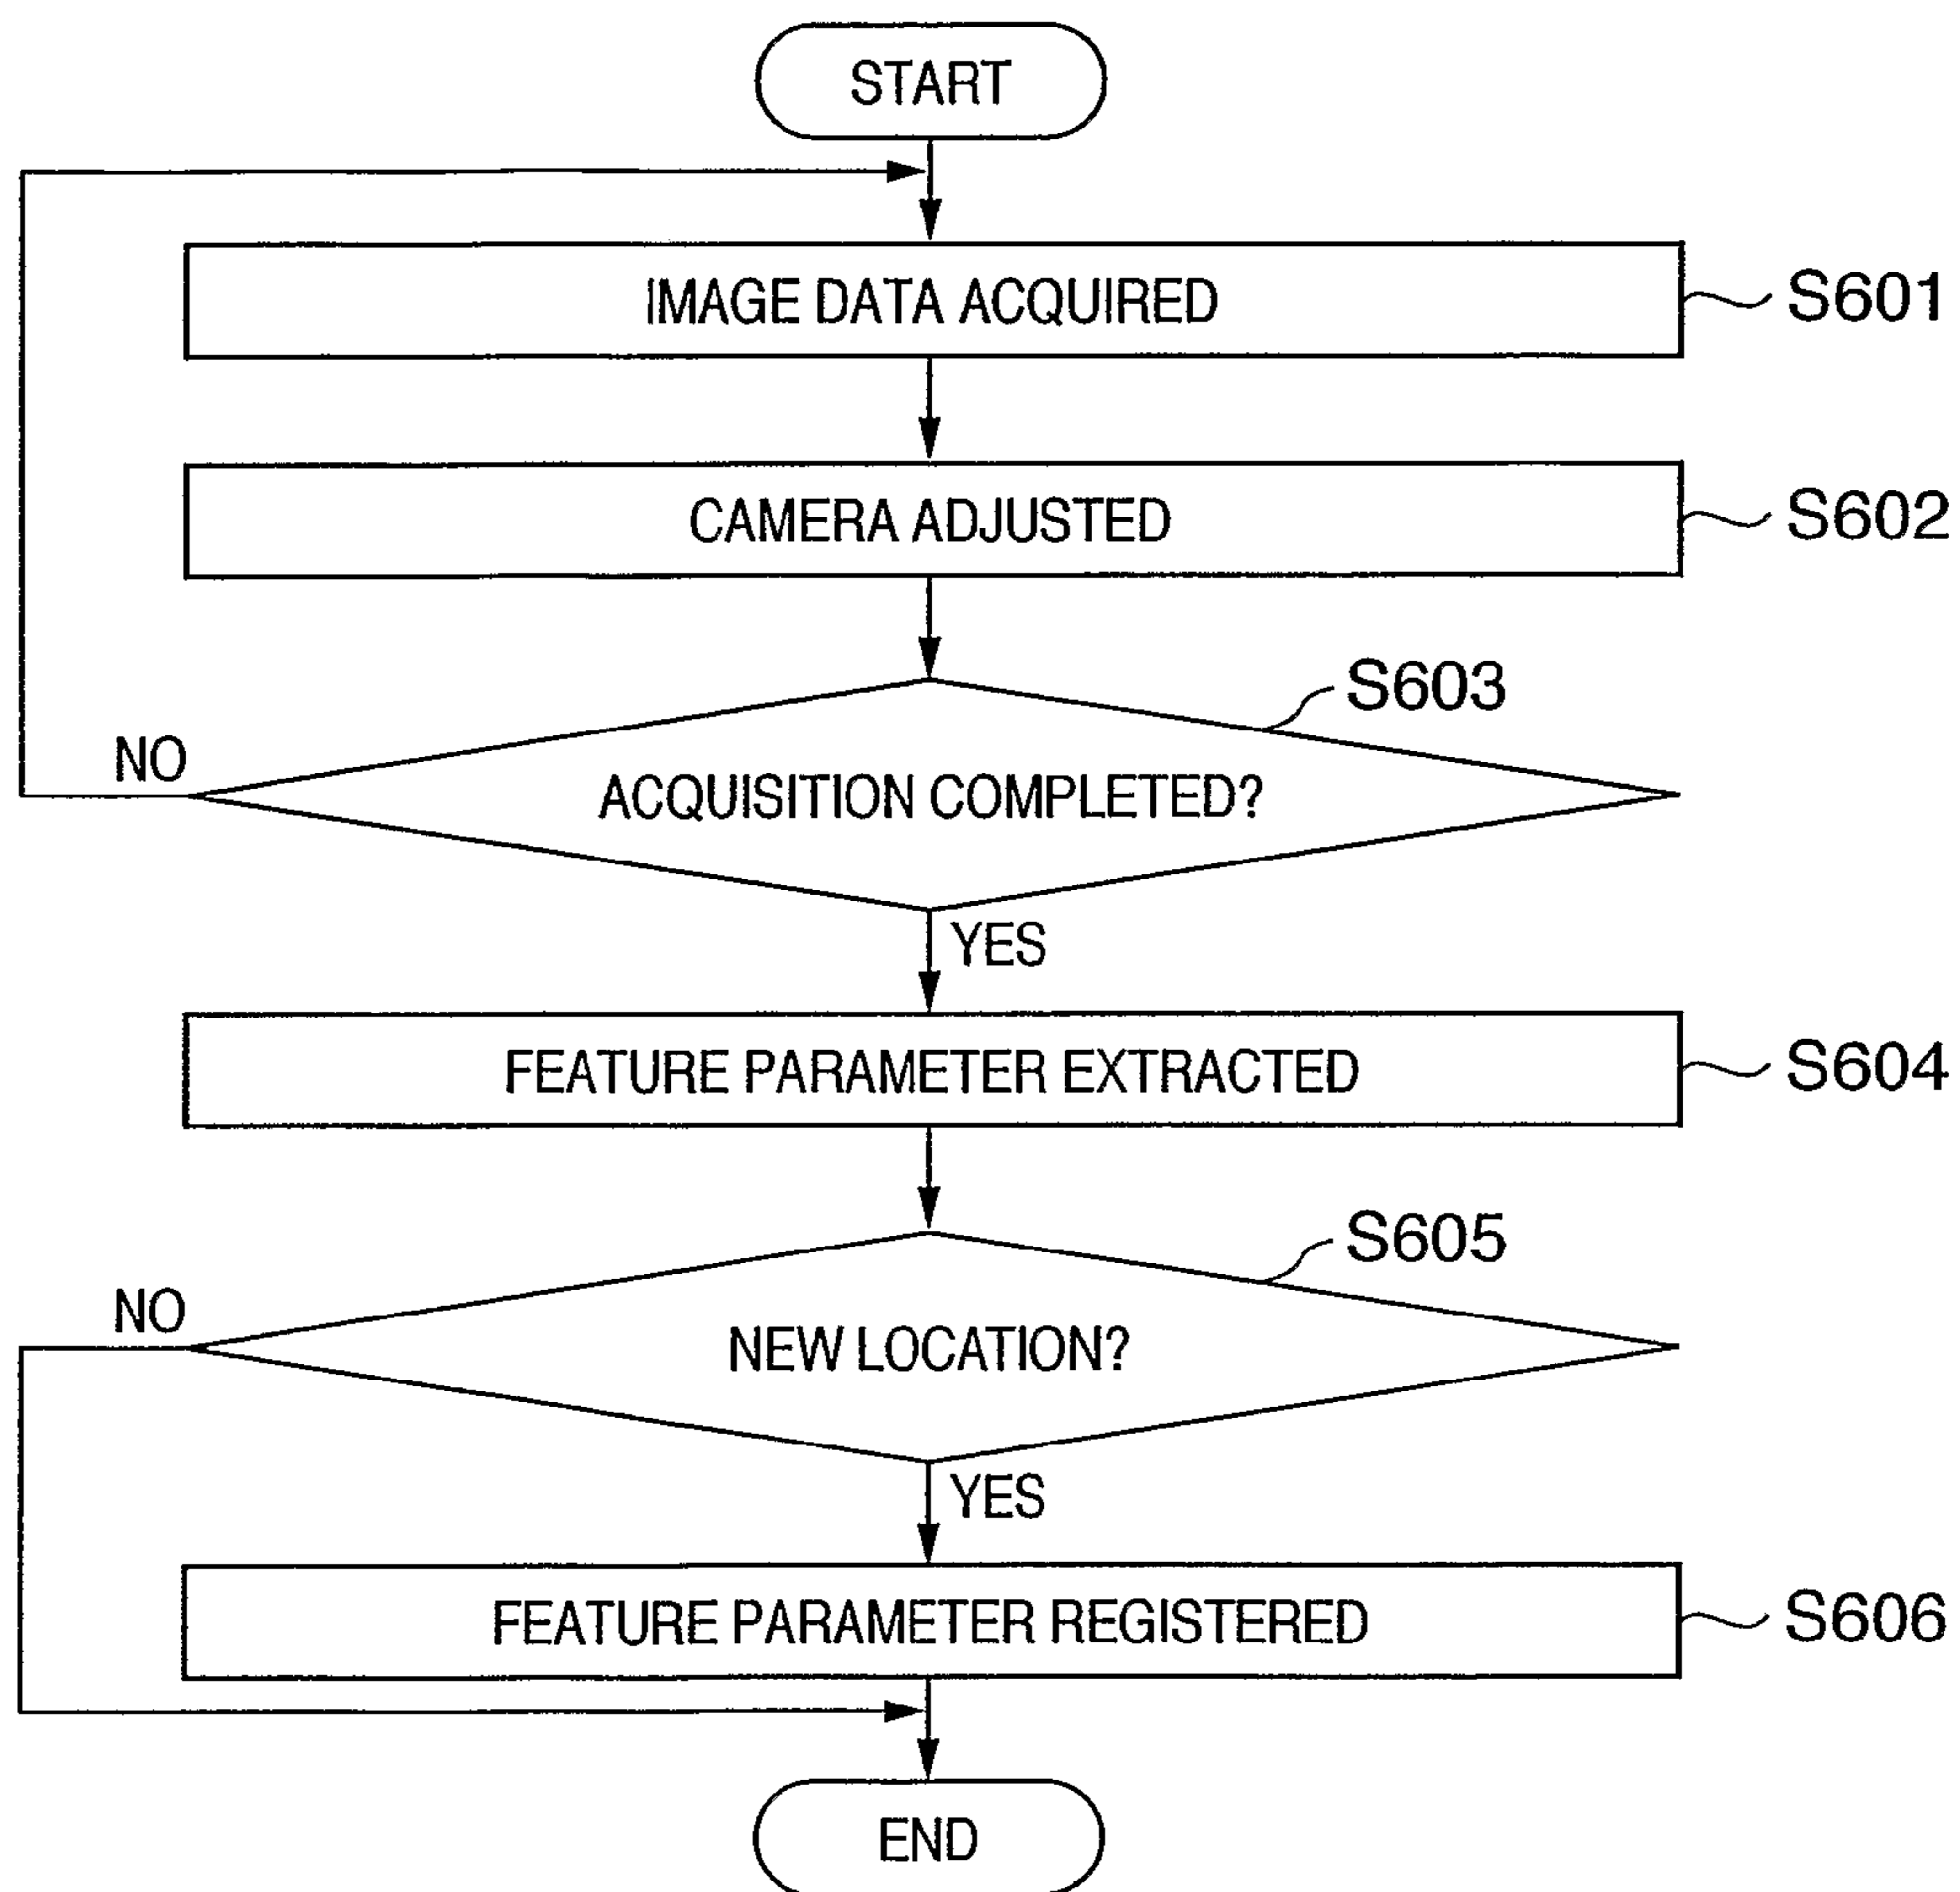 START
IMAGE DATA ACQUIRED
S601
CAMERA ADJUSTED
S602
S603
NO
ACQUISITION COMPLETED?
YES
FEATURE PARAMETER EXTRACTED
S604
S605
NO
NEW LOCATION?
YES
FEATURE PARAMETER REGISTERED
S606
END